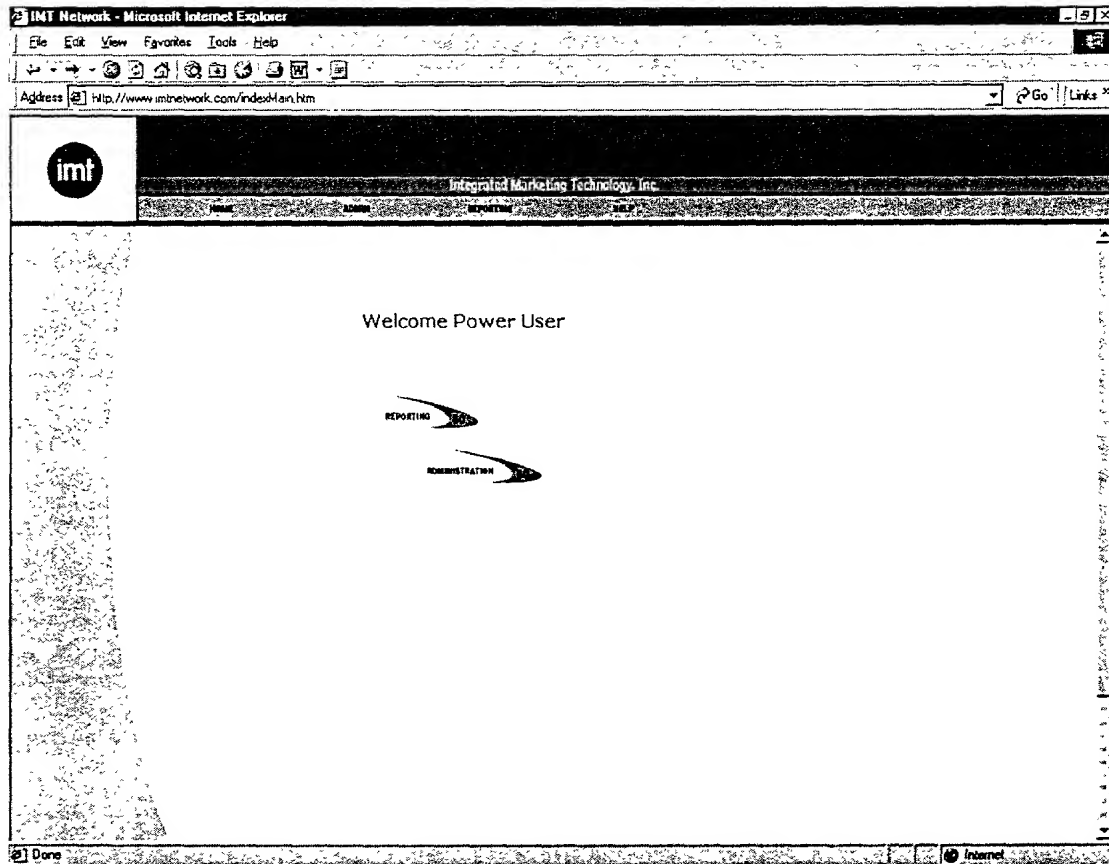 IMT Network - Microsoft Internet Explorer
File Edit View Favorites Tools Help
Address http://www.imtnetwork.com/indexMain.htm Go Links »
imt
Integrated Marketing Technology, Inc.
HOME ADMIN REPORTING HELP
Welcome Power User
REPORTING
ADMINISTRATION
Done Internet